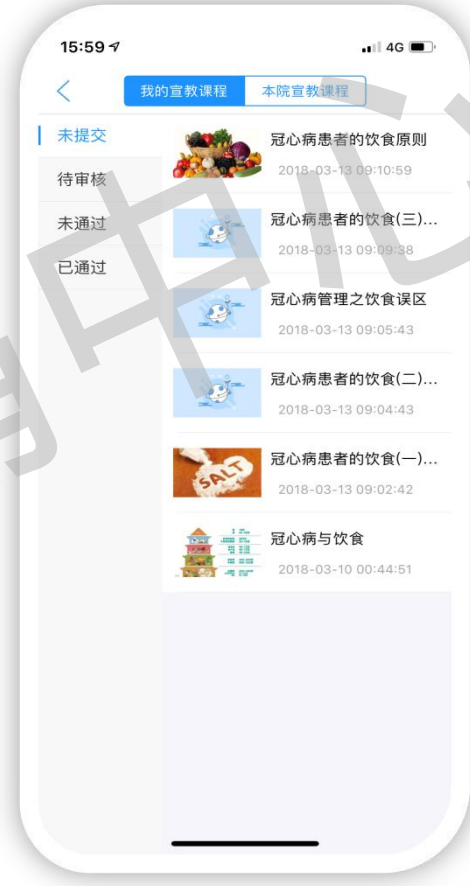 15:59
4G
我的宣教课程
本院宣教课程
未提交
待审核
未通过
已通过
冠心病患者的饮食原则
2018-03-13 09:10:59
冠心病患者的饮食(三)...
2018-03-13 09:09:38
冠心病管理之饮食误区
2018-03-13 09:05:43
冠心病患者的饮食(二)...
2018-03-13 09:04:43
SALT
冠心病患者的饮食(一)...
2018-03-13 09:02:42
冠心病与饮食
2018-03-10 00:44:51
中心